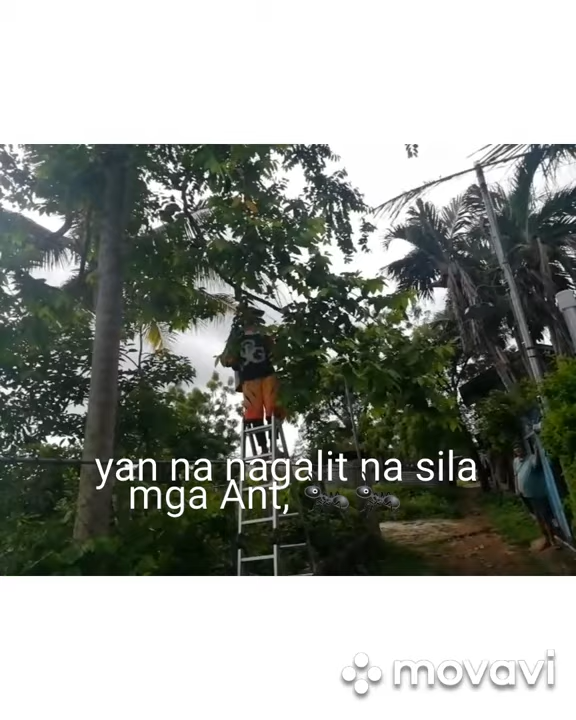 yan na nagalit na sila
mga Ant, 🐜🐜
movavi